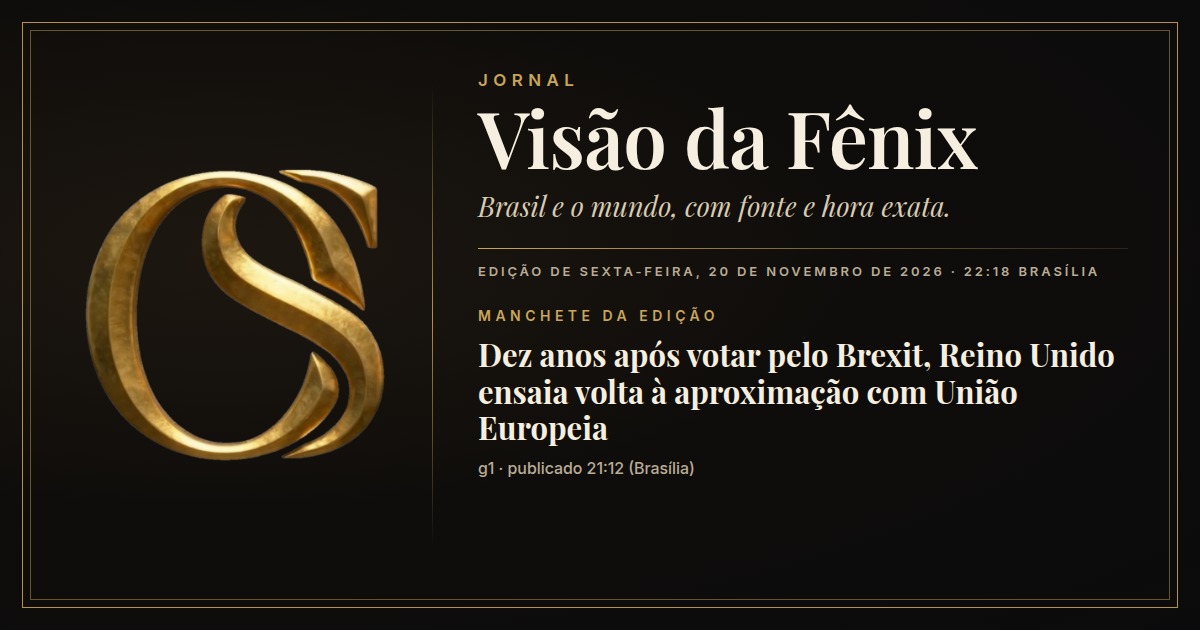 JORNAL
Visão da Fênix
Brasil e o mundo, com fonte e hora exata.
EDIÇÃO DE SEXTA-FEIRA, 20 DE NOVEMBRO DE 2026 · 22:18 BRASÍLIA
MANCHETE DA EDIÇÃO
Dez anos após votar pelo Brexit, Reino Unido
ensaia volta à aproximação com União
Europeia
g1 · publicado 21:12 (Brasília)